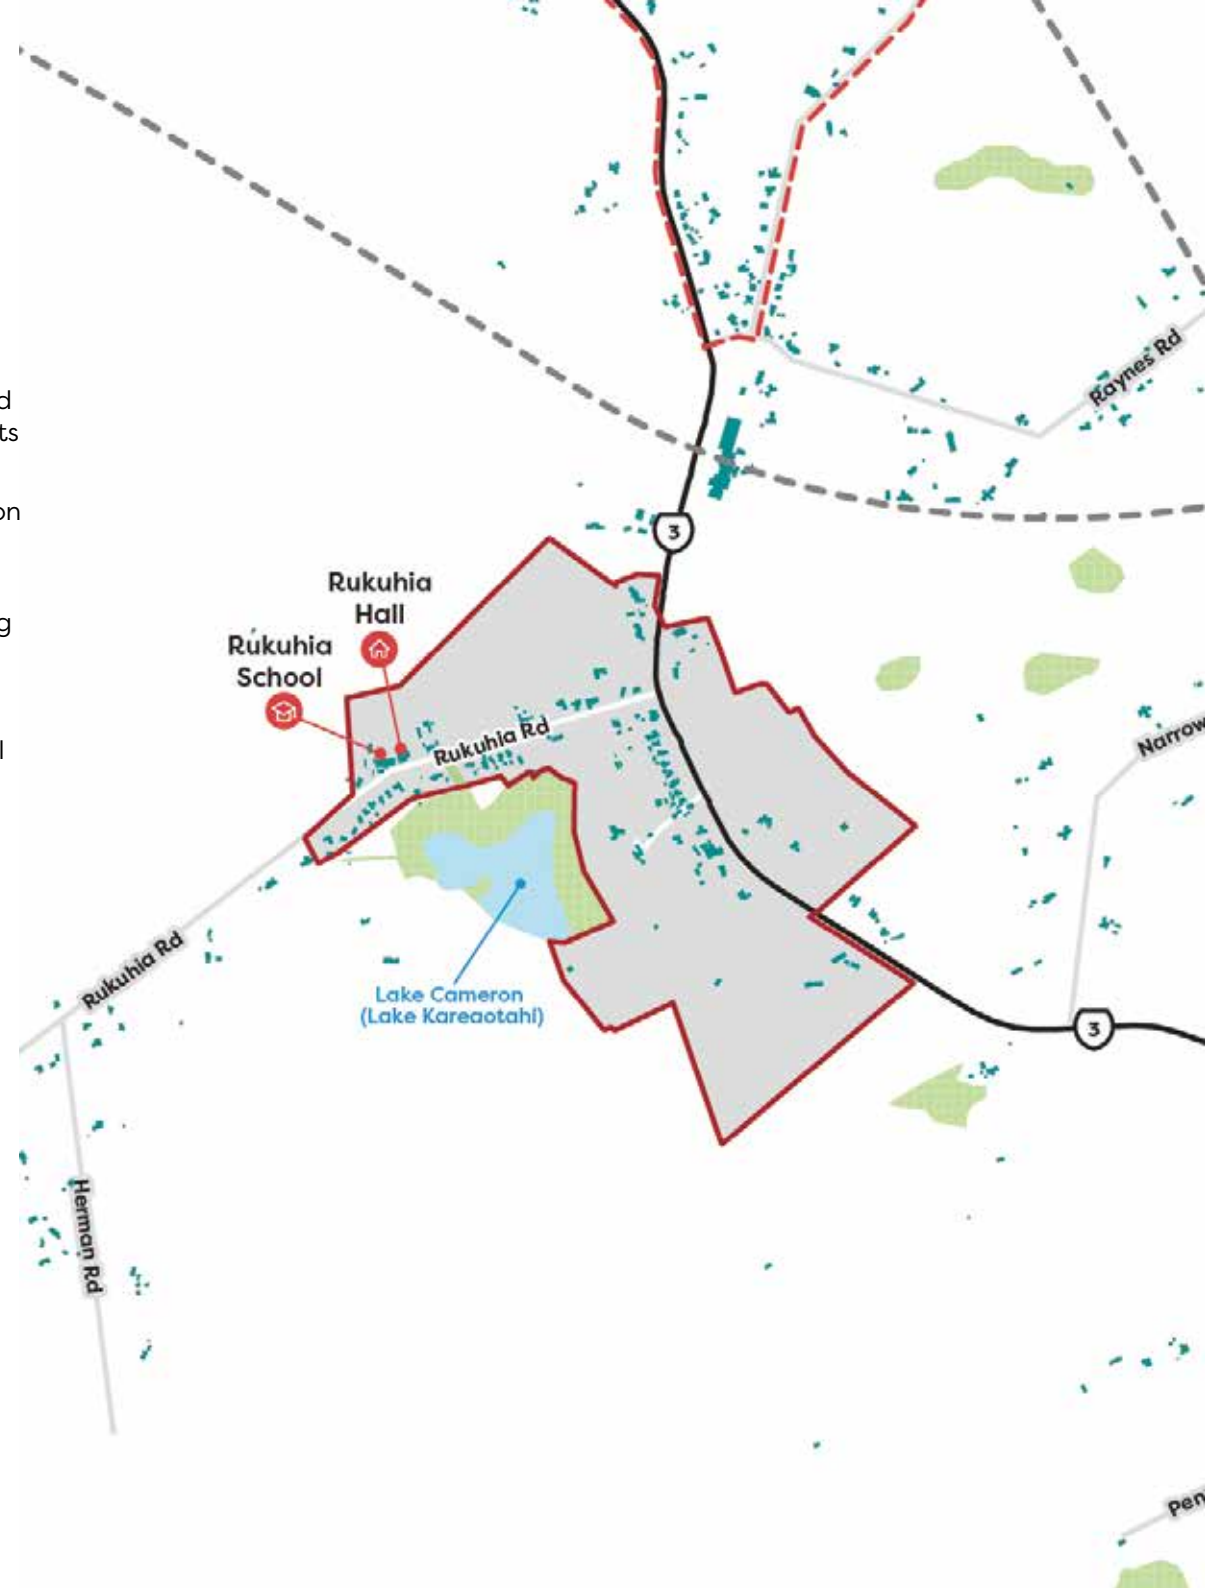 d
ts
on
g
l
3
Rukuhia
Hall
Rukuhia
School
Rukuhia Rd
Raynes Rd
Narrow
Lake Cameron
(Lake Kareaotahi)
Rukuhia Rd
3
Herman Rd
Pen